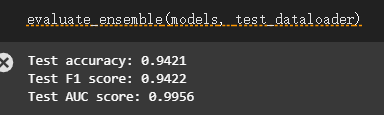 evaluate_ensemble(models, test_dataloader)
Test accuracy: 0.9421
Test F1 score: 0.9422
Test AUC score: 0.9956